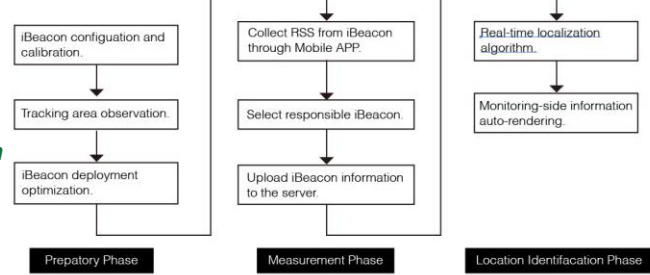 iBeacon configuation and
calibration.
Tracking area observation.
iBeacon deployment
optimization.
Prepatory Phase
Collect RSS from iBeacon
through Mobile APP.
Select responsible iBeacon.
Upload iBeacon information
to the server.
Measurement Phase
Real-time localization
algorithm.
Monitoring-side information
auto-rendering.
Location Identifacation Phase